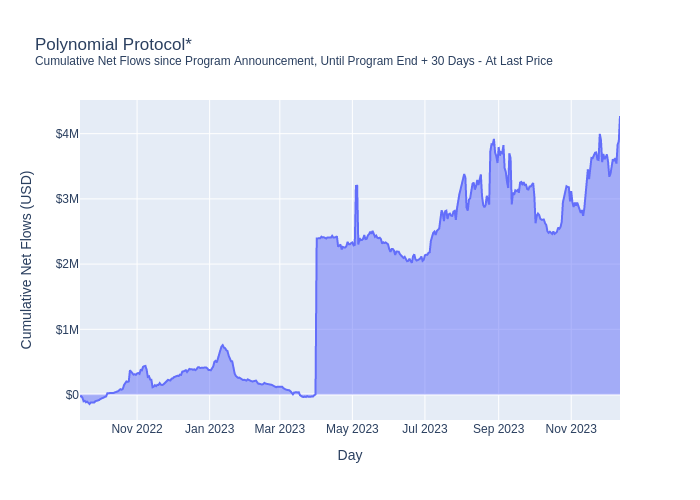 Polynomial Protocol*
Cumulative Net Flows since Program Announcement, Until Program End + 30 Days - At Last Price
Cumulative Net Flows (USD)
$4M
$3M
$2M
$1M
$0
Nov 2022 Jan 2023 Mar 2023 May 2023 Jul 2023 Sep 2023 Nov 2023
Day